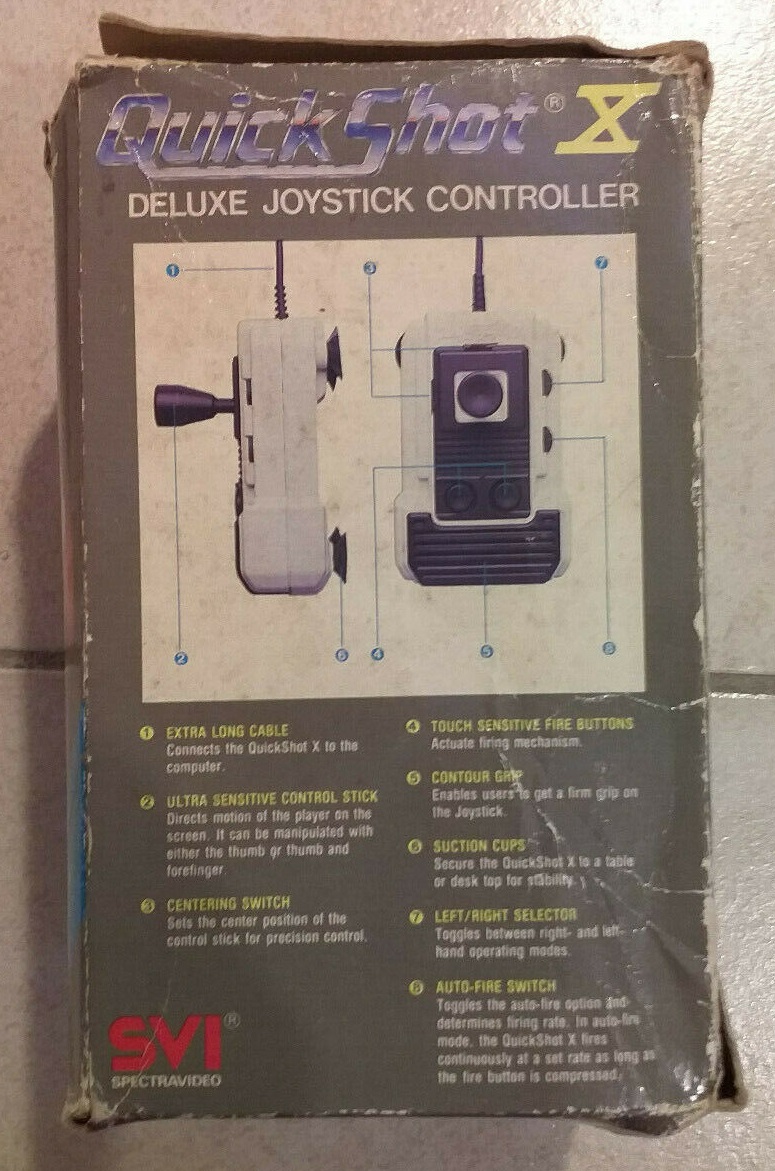 QuickShot® X
DELUXE JOYSTICK CONTROLLER
1
3
7
2
6
4
5
8
1 EXTRA LONG CABLE
Connects the QuickShot X to the
computer.
2 ULTRA SENSITIVE CONTROL STICK
Directs motion of the player on the
screen. It can be manipulated with
either the thumb or thumb and
forefinger.
3 CENTERING SWITCH
Sets the center position of the
control stick for precision control.
4 TOUCH SENSITIVE FIRE BUTTONS
Actuate firing mechanism.
5 CONTOUR GRIP
Enables users to get a firm grip on
the Joystick.
6 SUCTION CUPS
Secure the QuickShot X to a table
or desk top for stability.
7 LEFT/RIGHT SELECTOR
Toggles between right- and left-
hand operating modes.
8 AUTO-FIRE SWITCH
Toggles the auto-fire option and
determines firing rate. In auto-fire
mode, the QuickShot X fires
continuously at a set rate as long as
the fire button is compressed.
SVI®
SPECTRAVIDEO